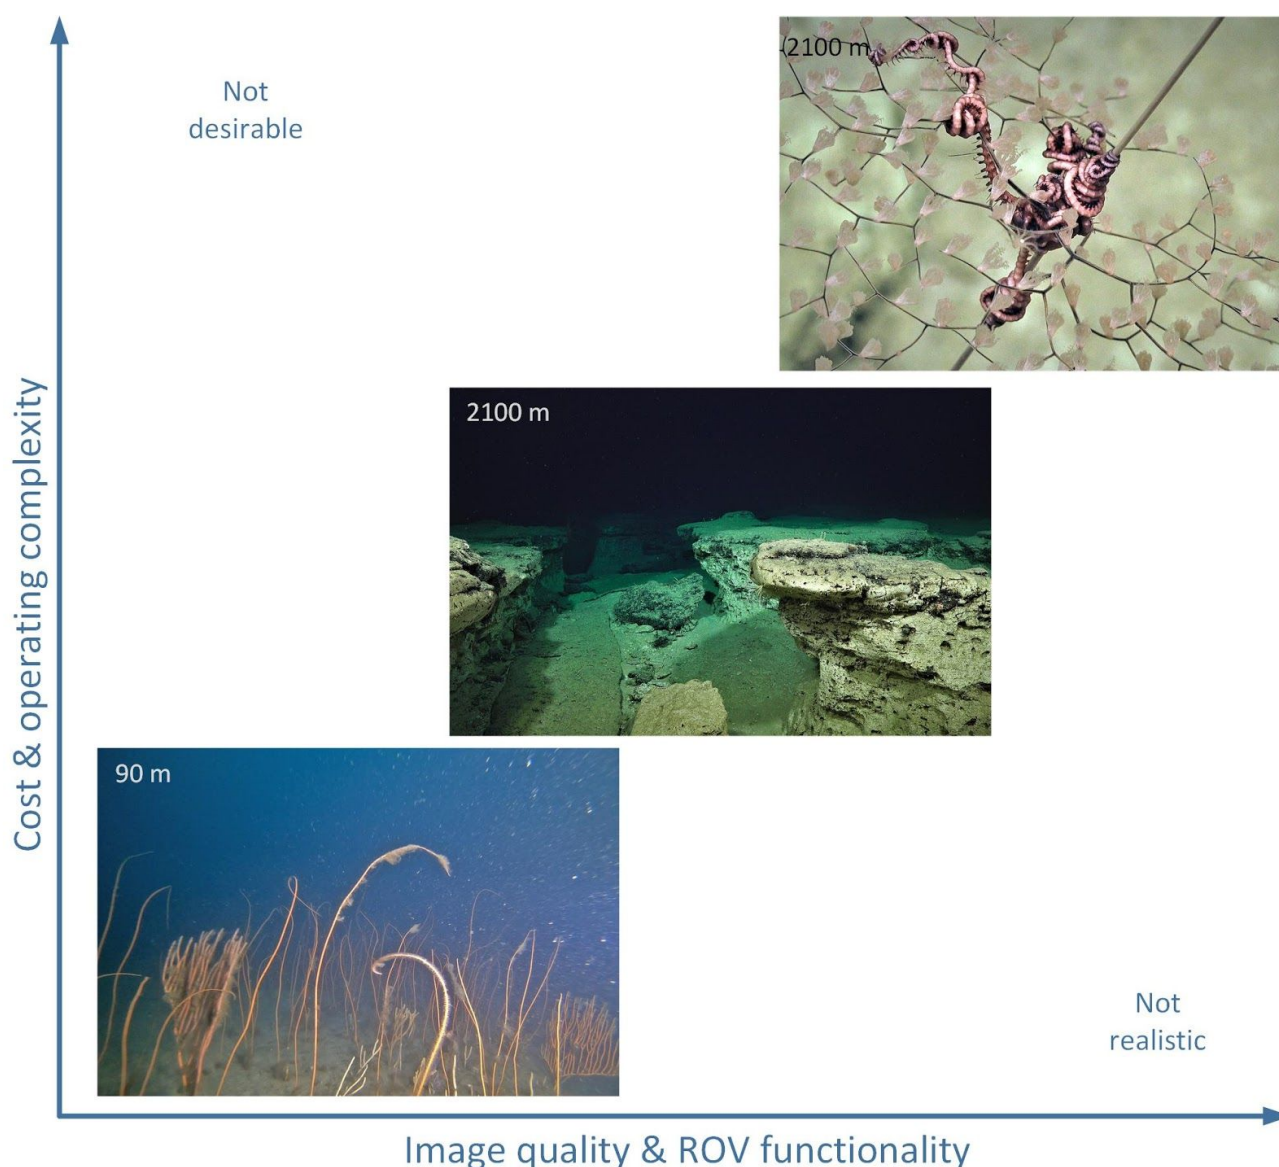 Not
desirable
2100 m
2100 m
90 m
Not
realistic
Cost & operating complexity
Image quality & ROV functionality